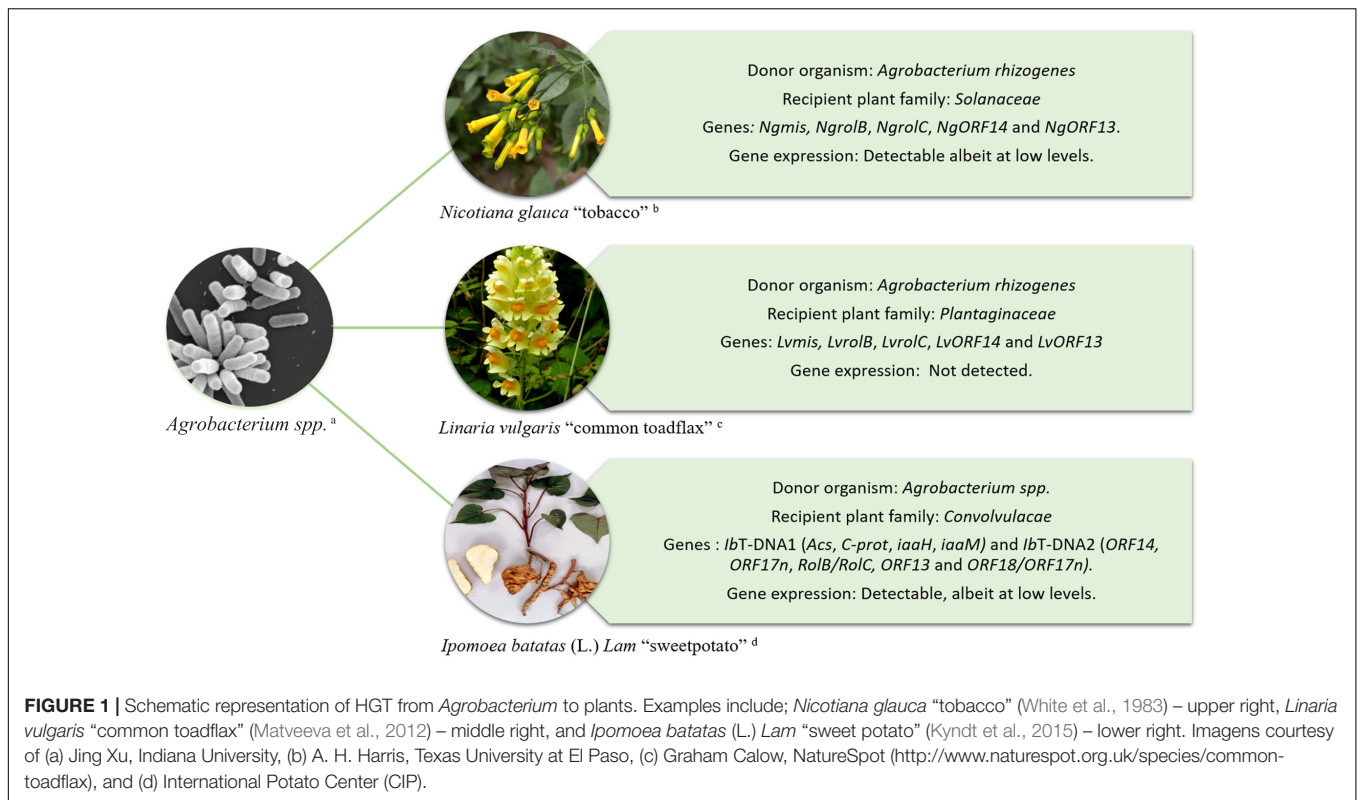 Donor organism: Agrobacterium rhizogenes
Recipient plant family: Solanaceae
Genes: Ngmis, NgrolB, NgrolC, NgORF14 and NgORF13.
Gene expression: Detectable albeit at low levels.
Nicotiana glauca “tobacco” b
Donor organism: Agrobacterium rhizogenes
Recipient plant family: Plantaginaceae
Genes: Lvmis, LvrolB, LvrolC, LvORF14 and LvORF13
Gene expression: Not detected.
Agrobacterium spp. a
Linaria vulgaris “common toadflax” c
Donor organism: Agrobacterium spp.
Recipient plant family: Convolvulacae
Genes : IbT-DNA1 (Acs, C-prot, iaaH, iaaM) and IbT-DNA2 (ORF14,
ORF17n, RolB/RolC, ORF13 and ORF18/ORF17n).
Gene expression: Detectable, albeit at low levels.
Ipomoea batatas (L.) Lam “sweetpotato” d
FIGURE 1 | Schematic representation of HGT from Agrobacterium to plants. Examples include; Nicotiana glauca “tobacco” (White et al., 1983) – upper right, Linaria
vulgaris “common toadflax” (Matveeva et al., 2012) – middle right, and Ipomoea batatas (L.) Lam “sweet potato” (Kyndt et al., 2015) – lower right. Imagens courtesy
of (a) Jing Xu, Indiana University, (b) A. H. Harris, Texas University at El Paso, (c) Graham Calow, NatureSpot (http://www.naturespot.org.uk/species/common-
toadflax), and (d) International Potato Center (CIP).